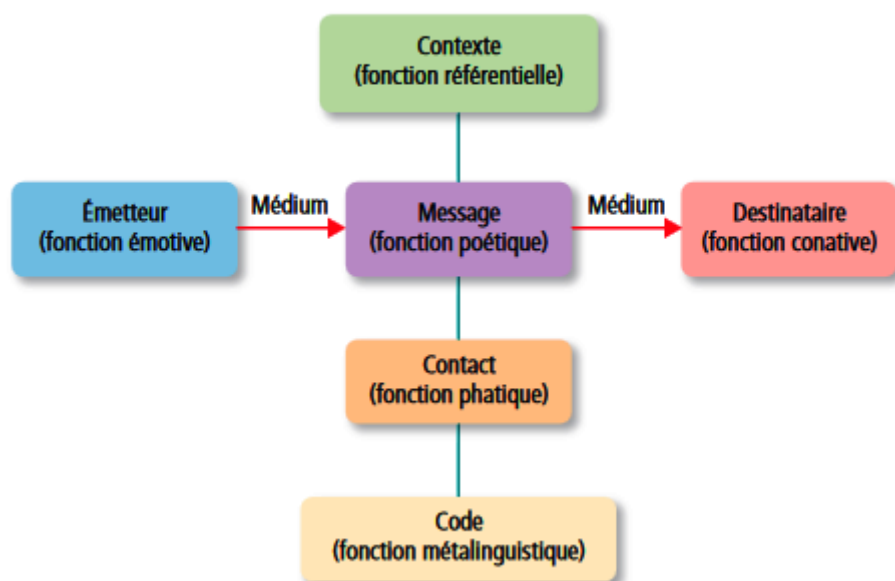 Contexte
(fonction référentielle)
Émetteur
(fonction émotive)
Médium
Message
(fonction poétique)
Médium
Destinataire
(fonction conative)
Contact
(fonction phatique)
Code
(fonction métalinguistique)